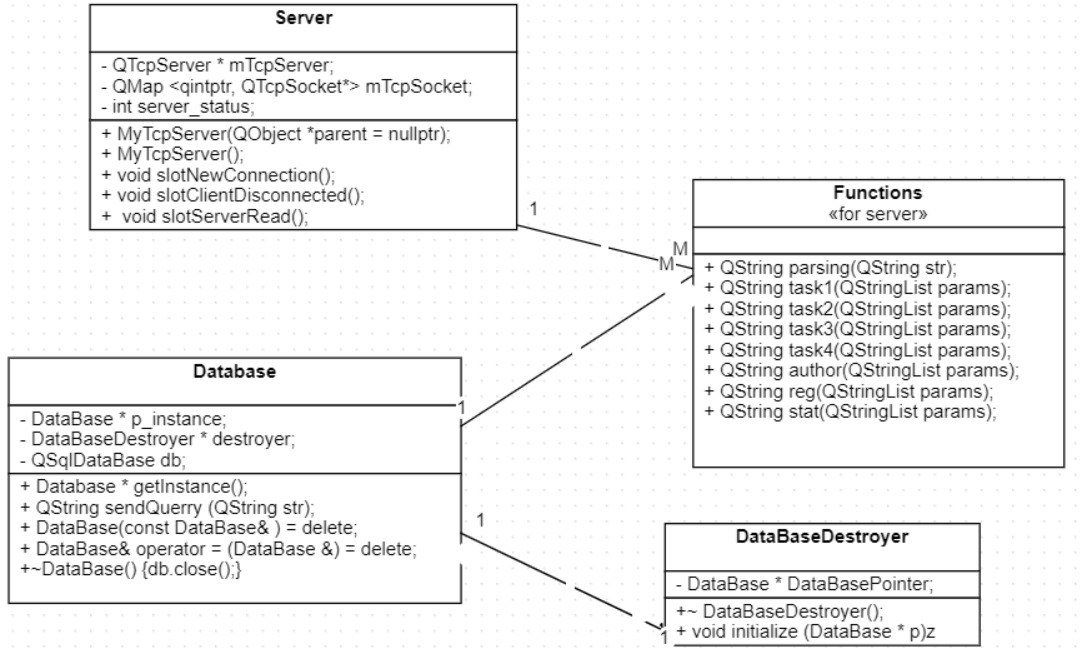 Server
- QTcpServer * mTcpServer;
- QMap <qintptr, QTcpSocket*> mTcpSocket;
- int server_status;
+ MyTcpServer(QObject *parent = nullptr);
+ MyTcpServer();
+ void slotNewConnection();
+ void slotClientDisconnected();
+ void slotServerRead();
1
M
M
Functions
«for server»
+ QString parsing(QString str);
+ QString task1(QStringList params);
+ QString task2(QStringList params);
+ QString task3(QStringList params);
+ QString task4(QStringList params);
+ QString author(QStringList params);
+ QString reg(QStringList params);
+ QString stat(QStringList params);
Database
- DataBase * p_instance;
- DataBaseDestroyer * destroyer;
- QSqlDataBase db;
+ Database * getInstance();
+ QString sendQuerry (QString str);
+ DataBase(const DataBase& ) = delete;
+ DataBase& operator = (DataBase &) = delete;
+~DataBase() {db.close();}
1
1
1
DataBaseDestroyer
- DataBase * DataBasePointer;
+~ DataBaseDestroyer();
+ void initialize (DataBase * p)z